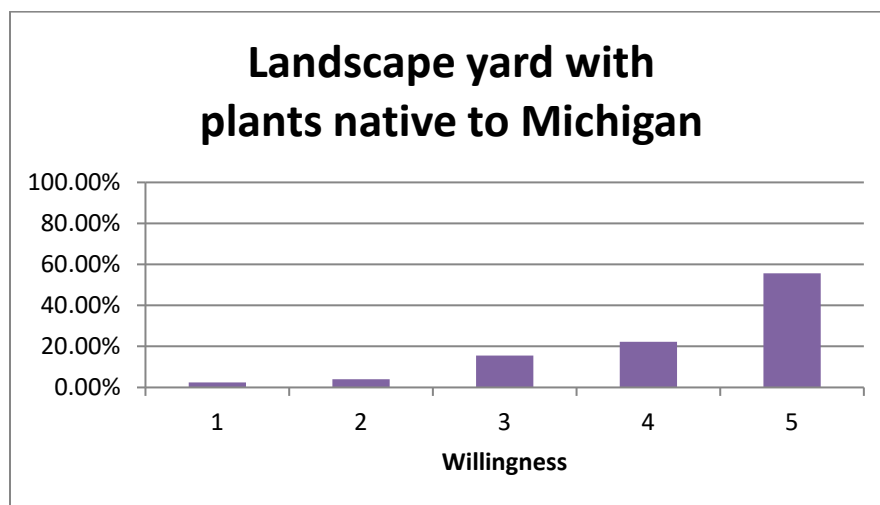 Landscape yard with
plants native to Michigan
100.00%
80.00%
60.00%
40.00%
20.00%
0.00%
1 2 3 4 5
Willingness